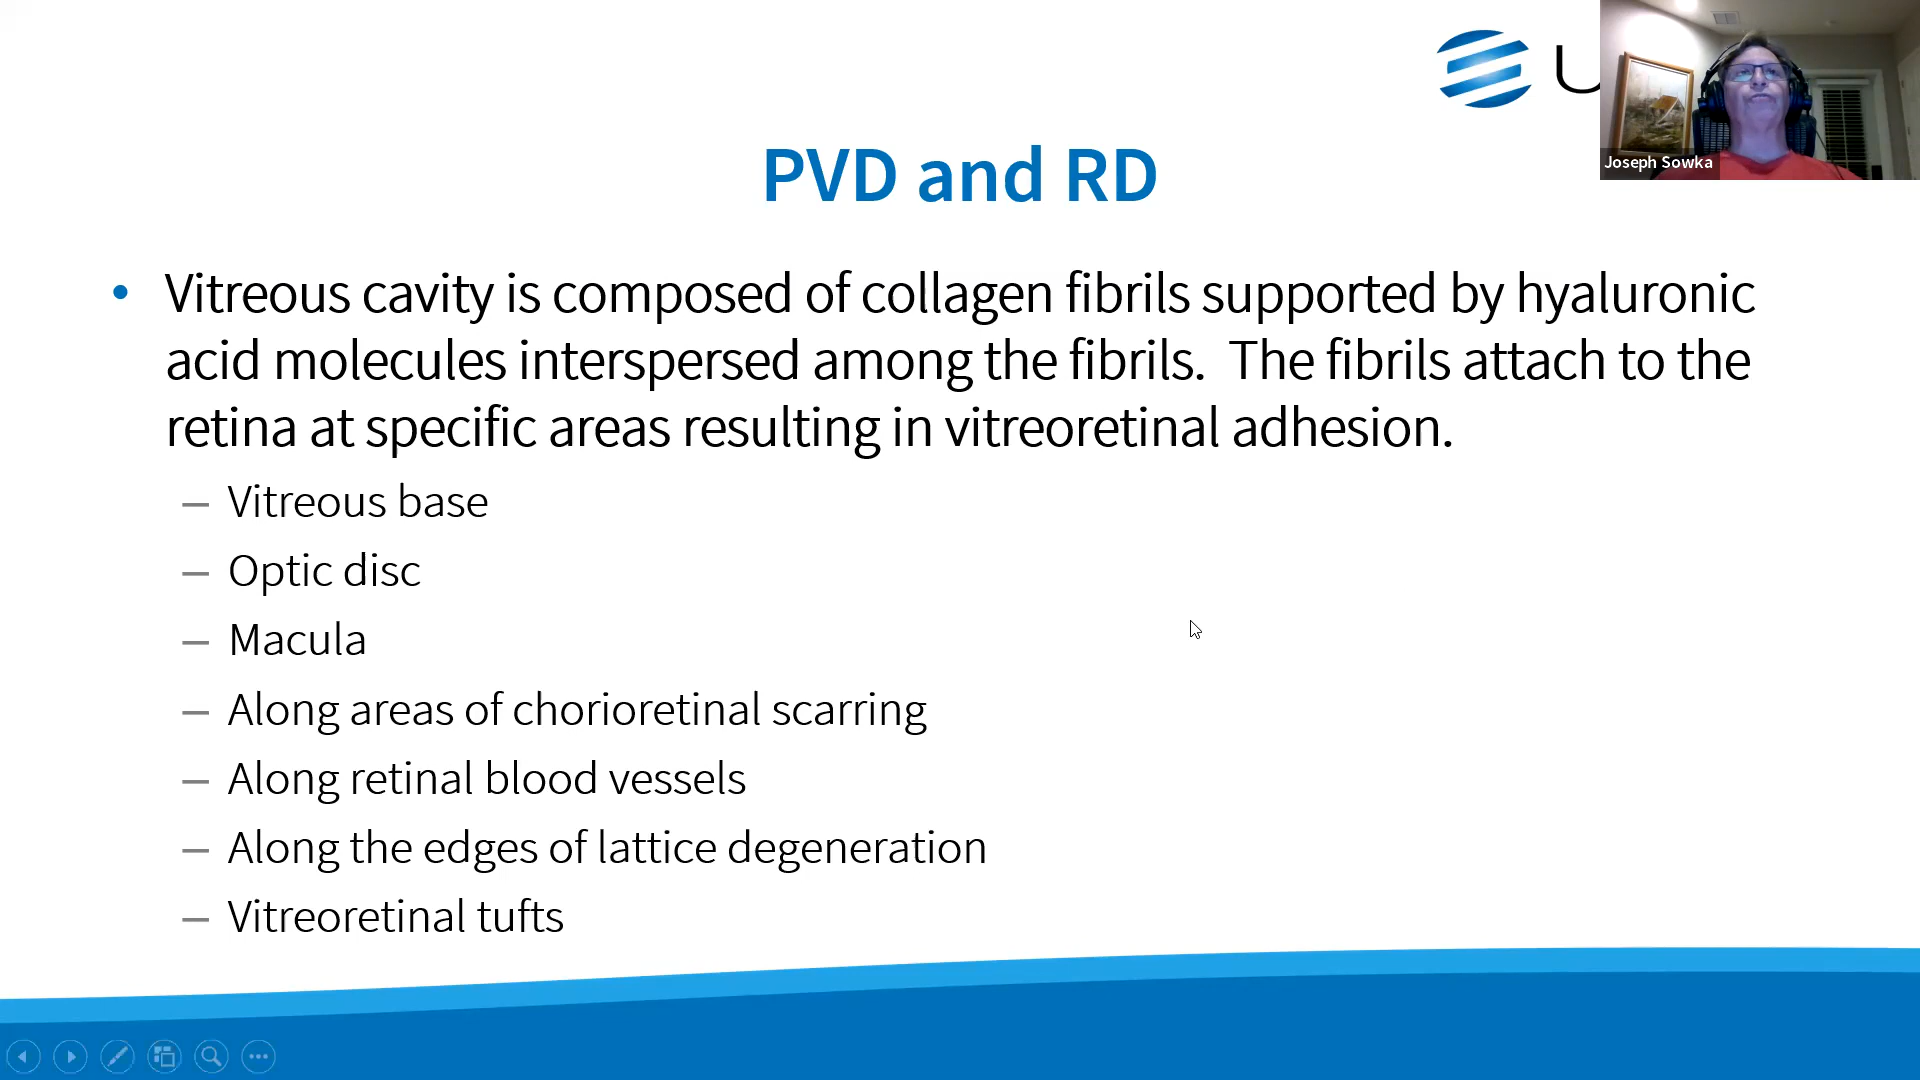 U
Joseph Sowka
PVD and RD
• Vitreous cavity is composed of collagen fibrils supported by hyaluronic
acid molecules interspersed among the fibrils.  The fibrils attach to the
retina at specific areas resulting in vitreoretinal adhesion.
– Vitreous base
– Optic disc
– Macula
– Along areas of chorioretinal scarring
– Along retinal blood vessels
– Along the edges of lattice degeneration
– Vitreoretinal tufts